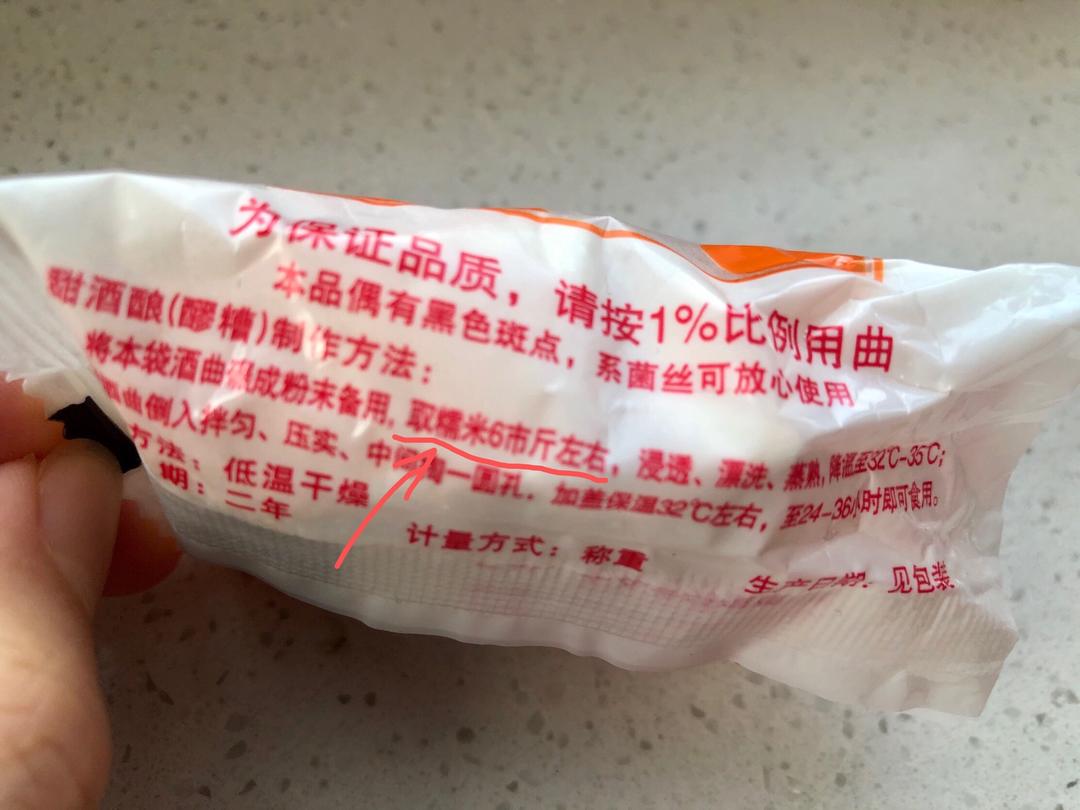 为保证品质，请按1%比例用曲
本品偶有黑色斑点，系菌丝可放心使用
甜酒酿(醪糟)制作方法：
将本袋酒曲 成粉末备用，取糯米6市斤左右，浸透、漂洗、蒸熟，降温至32℃-35℃；
曲倒入拌匀、压实、中间 一圆孔．加盖保温32℃左右，至24-36小时即可食用。
方法：低温干燥
期：二年
计量方式：称重
生产日期：见包装